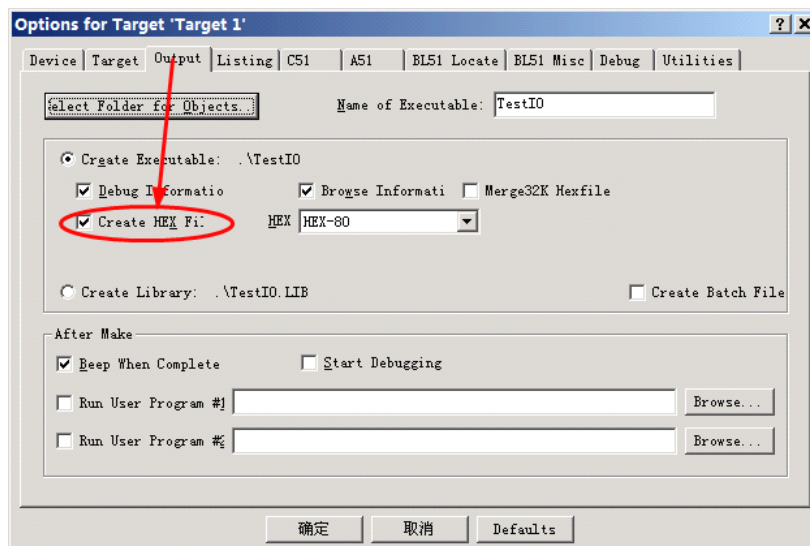 Options for Target 'Target 1'
Device Target Output Listing C51 A51 BL51 Locate BL51 Misc Debug Utilities
elect Folder for Objects.. Name of Executable: TestIO
Create Executable: .\TestIO
Debug Informatio Browse Informati Merge32K Hexfile
Create HEX Fi HEX HEX-80
Create Library: .\TestIO.LIB Create Batch File
After Make
Beep When Complete Start Debugging
Run User Program #1 Browse...
Run User Program #2 Browse...
确定 取消 Defaults